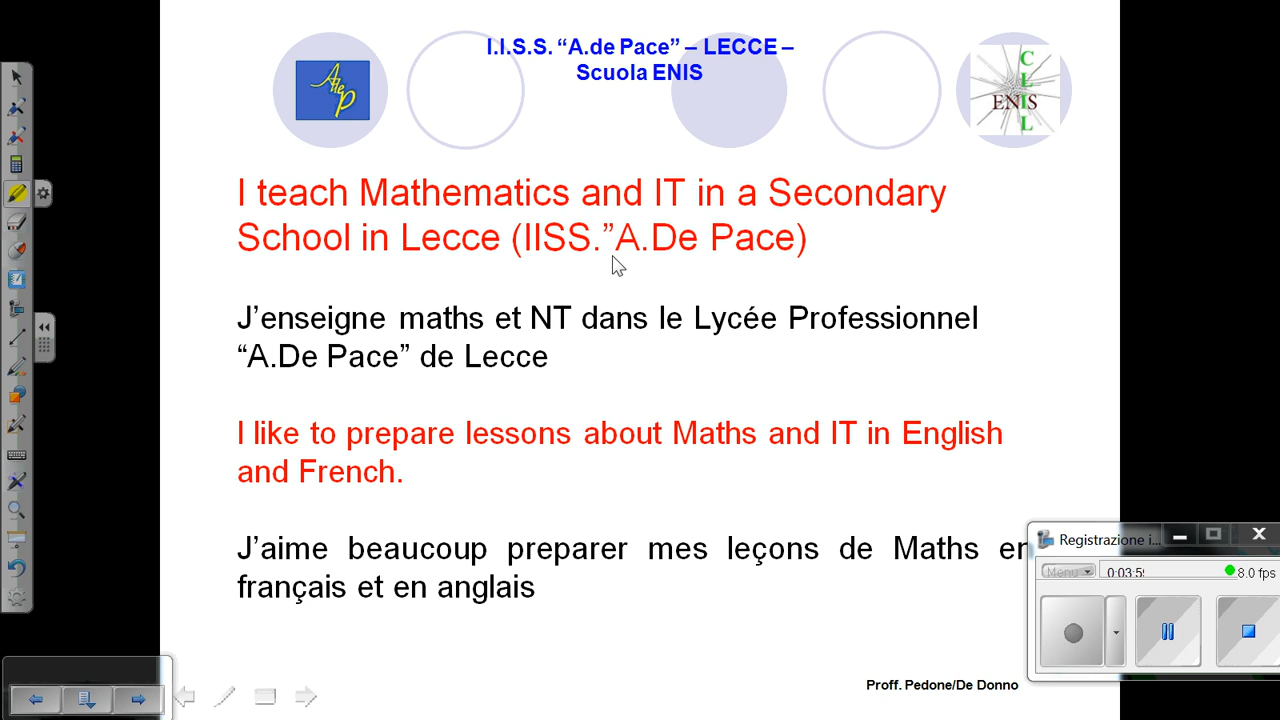 I.I.S.S. “A.de Pace” – LECCE –
Scuola ENIS
AdeP
CLIL
ENIS
I teach Mathematics and IT in a Secondary
School in Lecce (IISS.”A.De Pace)
J’enseigne maths et NT dans le Lycée Professionnel
“A.De Pace” de Lecce
I like to prepare lessons about Maths and IT in English
and French.
J’aime beaucoup preparer mes leçons de Maths en
français et en anglais
Registrazione i...
Menu
8.0 fps
Proff. Pedone/De Donno